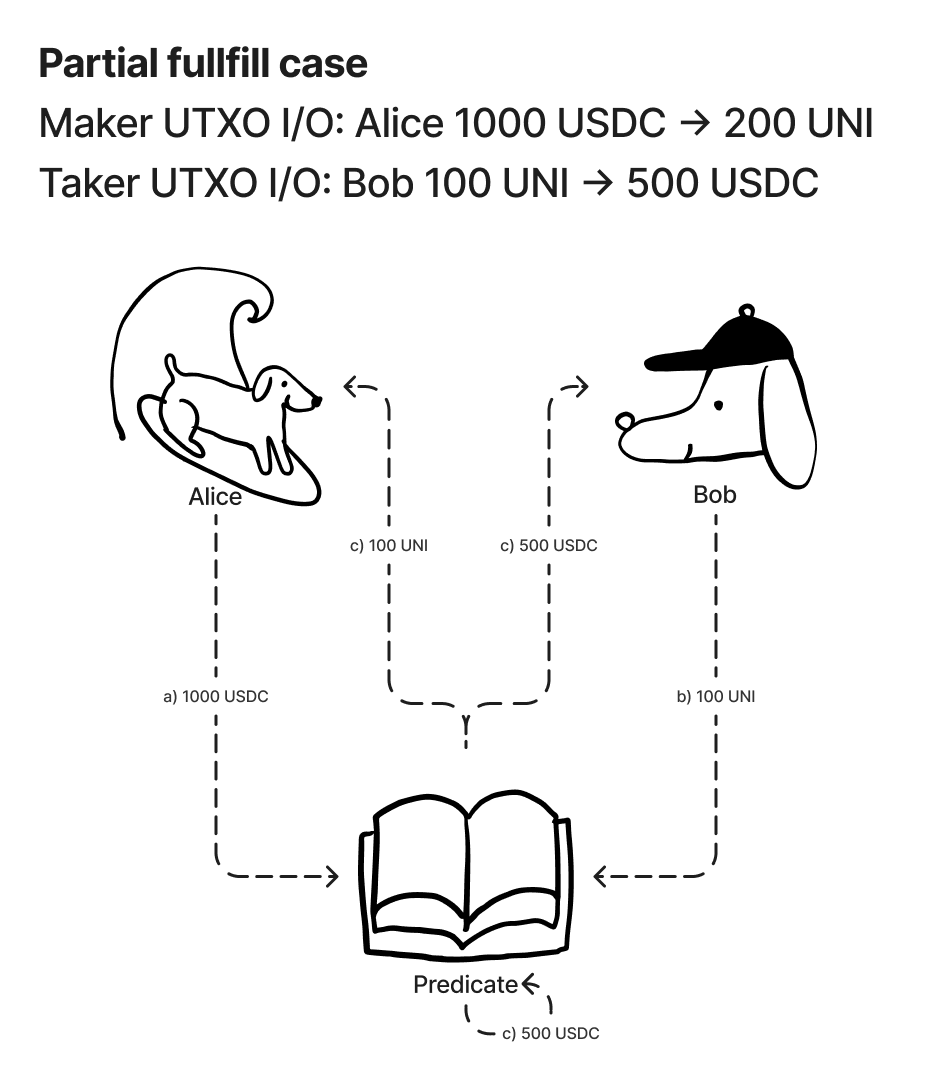 Partial fullfill case
Maker UTXO I/O: Alice 1000 USDC → 200 UNI
Taker UTXO I/O: Bob 100 UNI → 500 USDC
Alice
Bob
c) 100 UNI
c) 500 USDC
a) 1000 USDC
b) 100 UNI
Predicate
c) 500 USDC